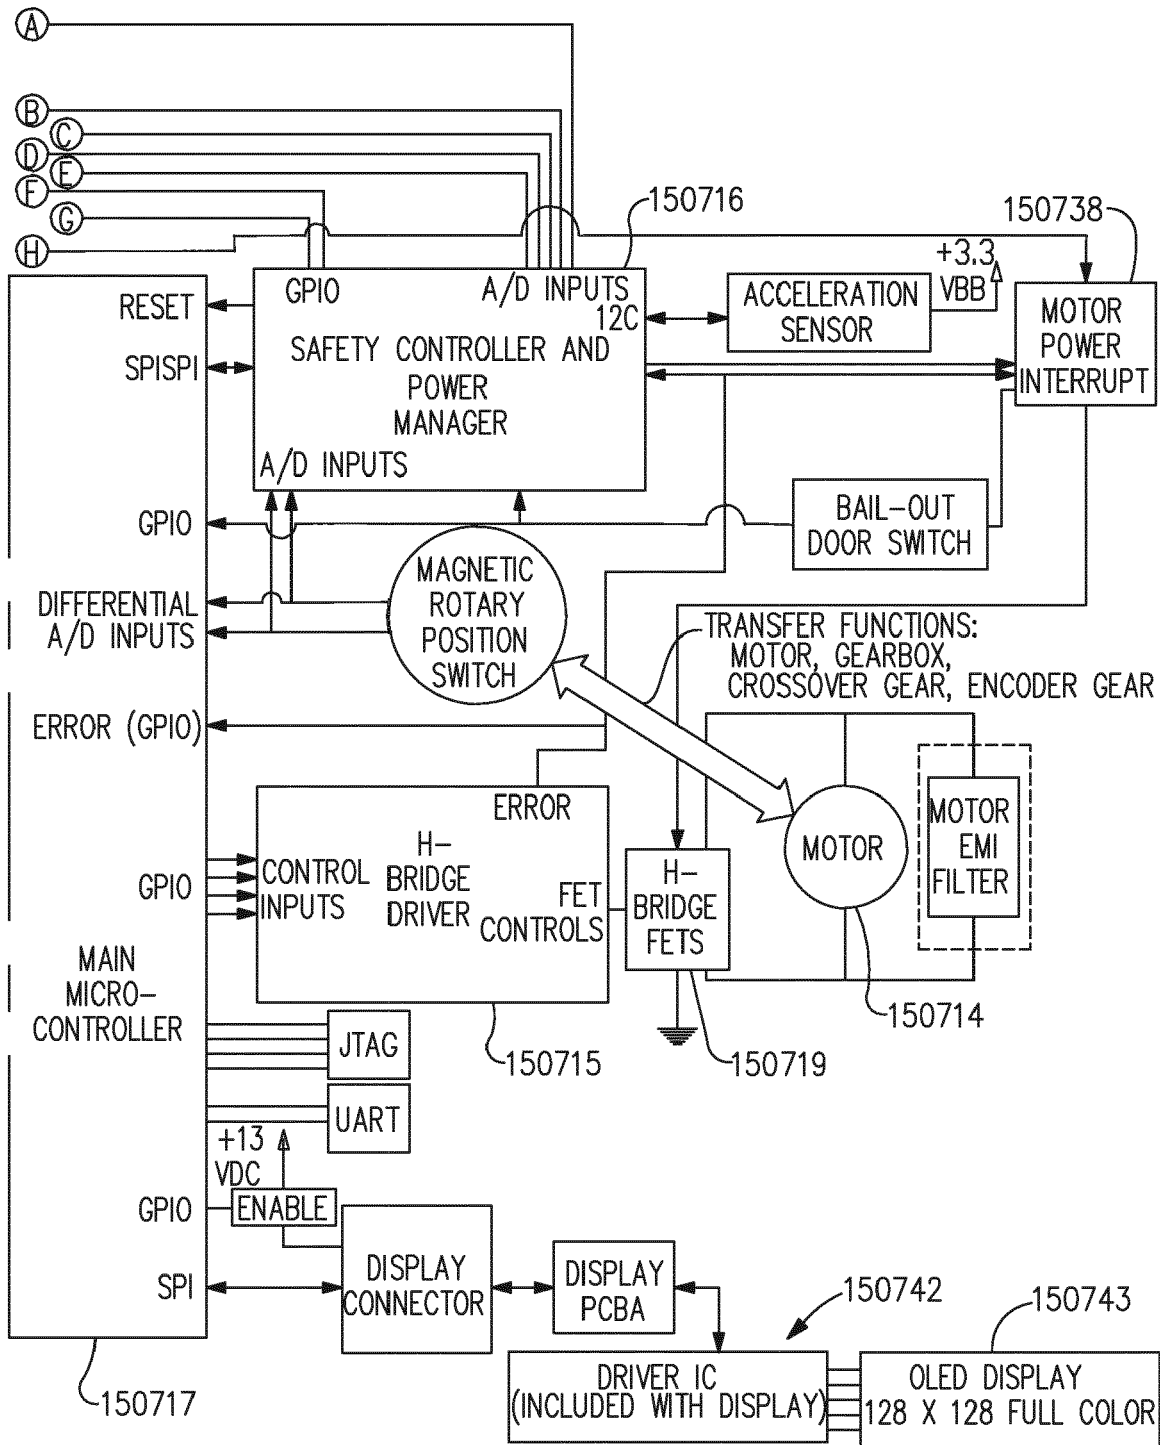 A
B
C
D
E
F
G
H
150716
150738
+3.3
VBB
GPIO
A/D INPUTS
12C
RESET
SPISPI
SAFETY CONTROLLER AND
POWER
MANAGER
A/D INPUTS
ACCELERATION
SENSOR
MOTOR
POWER
INTERRUPT
GPIO
BAIL-OUT
DOOR SWITCH
MAGNETIC
ROTARY
POSITION
SWITCH
DIFFERENTIAL
A/D INPUTS
TRANSFER FUNCTIONS:
MOTOR, GEARBOX,
CROSSOVER GEAR, ENCODER GEAR
ERROR (GPIO)
ERROR
H-
BRIDGE
DRIVER
GPIO
CONTROL
INPUTS
FET
CONTROLS
H-
BRIDGE
FETS
MOTOR
MOTOR
EMI
FILTER
MAIN
MICRO-
CONTROLLER
JTAG
150715
150719
150714
UART
+13
VDC
GPIO
ENABLE
SPI
DISPLAY
CONNECTOR
DISPLAY
PCBA
150742
150743
DRIVER IC
(INCLUDED WITH DISPLAY)
OLED DISPLAY
128 X 128 FULL COLOR
150717